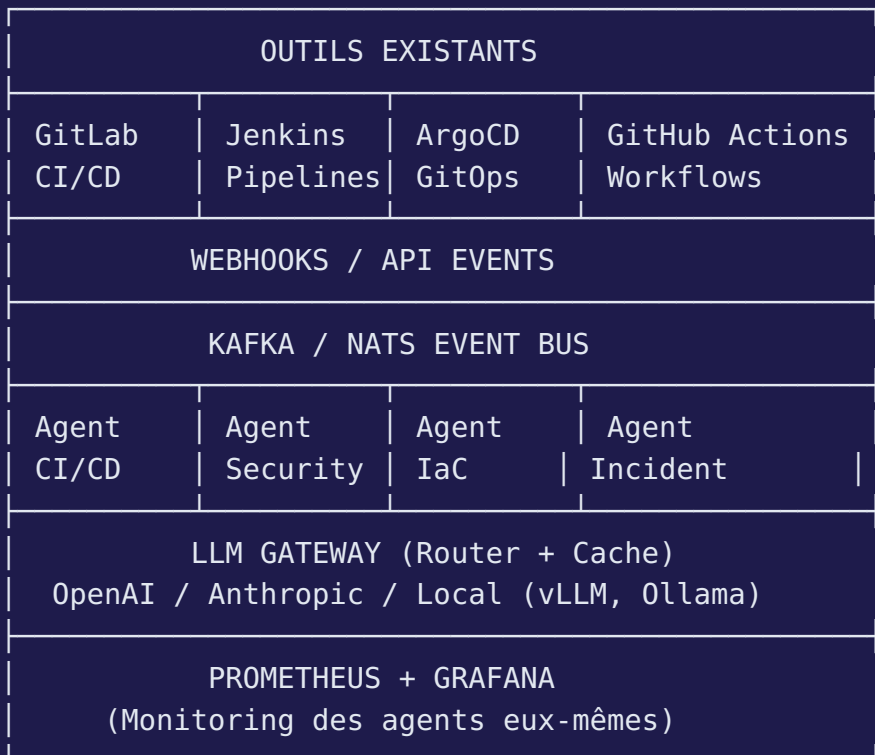 OUTILS EXISTANTS
GitLab Jenkins ArgoCD GitHub Actions
CI/CD Pipelines GitOps Workflows
WEBHOOKS / API EVENTS
KAFKA / NATS EVENT BUS
Agent Agent Agent Agent
CI/CD Security IaC Incident
LLM GATEWAY (Router + Cache)
OpenAI / Anthropic / Local (vLLM, Ollama)
PROMETHEUS + GRAFANA
(Monitoring des agents eux-mêmes)